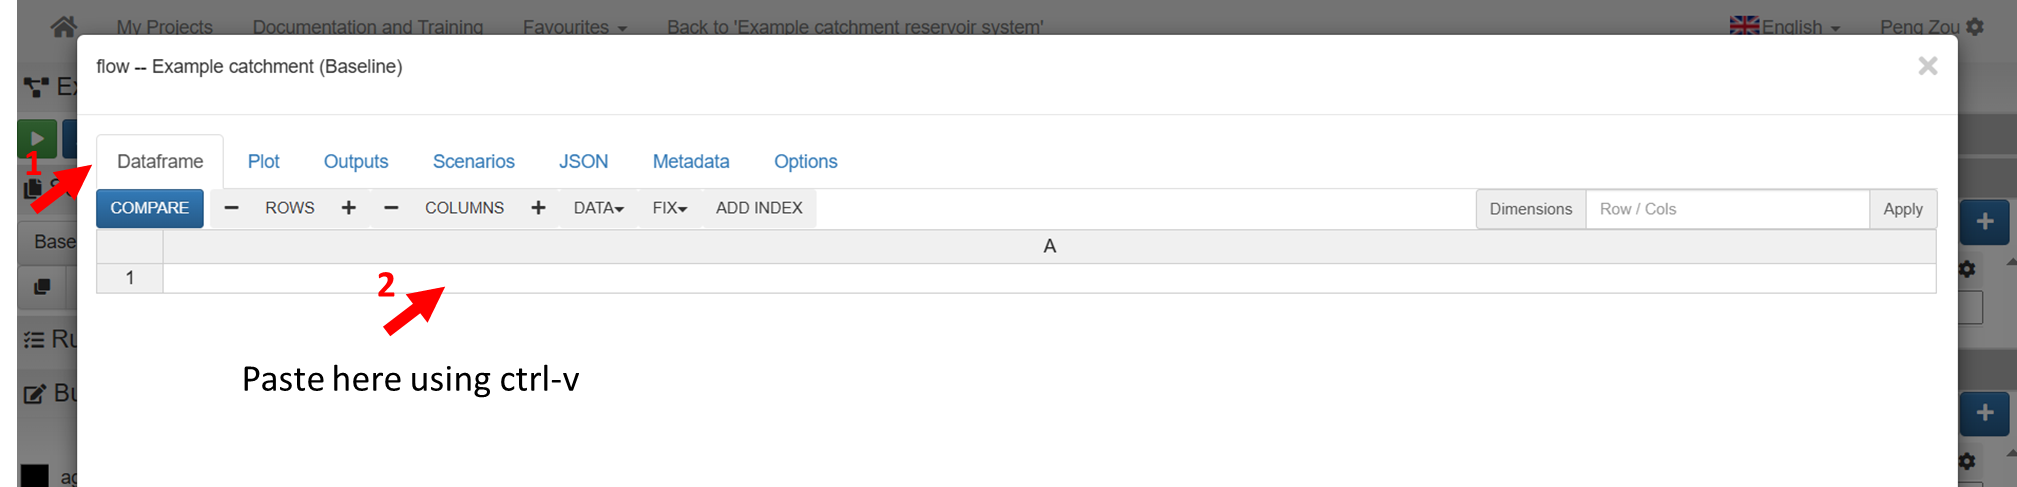 My Projects Documentation and Training Favourites Back to 'Example catchment reservoir system' English Peng Zou
flow -- Example catchment (Baseline)
1
Dataframe Plot Outputs Scenarios JSON Metadata Options
COMPARE − ROWS + − COLUMNS + DATA FIX ADD INDEX Dimensions Row / Cols Apply
Base
A
1
2
Paste here using ctrl-v